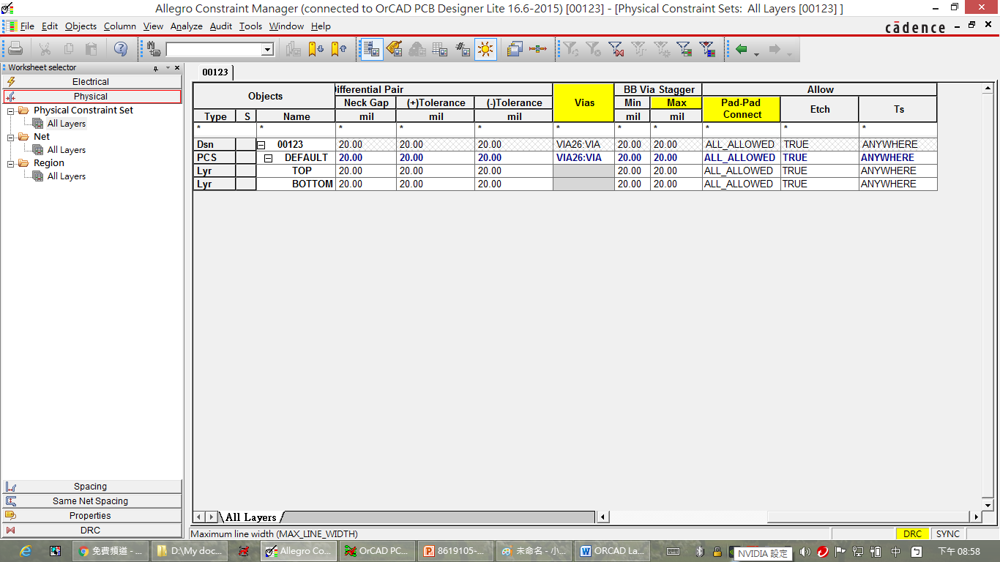 Allegro Constraint Manager (connected to OrCAD PCB Designer Lite 16.6-2015) [00123] - [Physical Constraint Sets:  All Layers [00123] ]
File Edit Objects Column View Analyze Audit Tools Window Help
cādence
Worksheet selector
Electrical
Physical
Physical Constraint Set
All Layers
Net
All Layers
Region
All Layers
Spacing
Same Net Spacing
Properties
DRC
00123
Objects Differential Pair Vias BB Via Stagger Allow
Neck Gap (+)Tolerance (-)Tolerance Min Max Pad-Pad Connect Etch Ts
Type S Name mil mil mil mil mil
* * * * * * * * * * *
Dsn 00123 20.00 20.00 20.00 VIA26:VIA 20.00 20.00 ALL_ALLOWED TRUE ANYWHERE
PCS DEFAULT 20.00 20.00 20.00 VIA26:VIA 20.00 20.00 ALL_ALLOWED TRUE ANYWHERE
Lyr TOP 20.00 20.00 20.00 20.00 20.00 ALL_ALLOWED TRUE ANYWHERE
Lyr BOTTOM 20.00 20.00 20.00 20.00 20.00 ALL_ALLOWED TRUE ANYWHERE
All Layers
Maximum line width (MAX_LINE_WIDTH) DRC SYNC
免費頻道 - ... D:\My doc... Allegro Co... OrCAD PC... 8619105-... 未命名 - 小... ORCAD La... NVIDIA 設定 中 下午 08:58